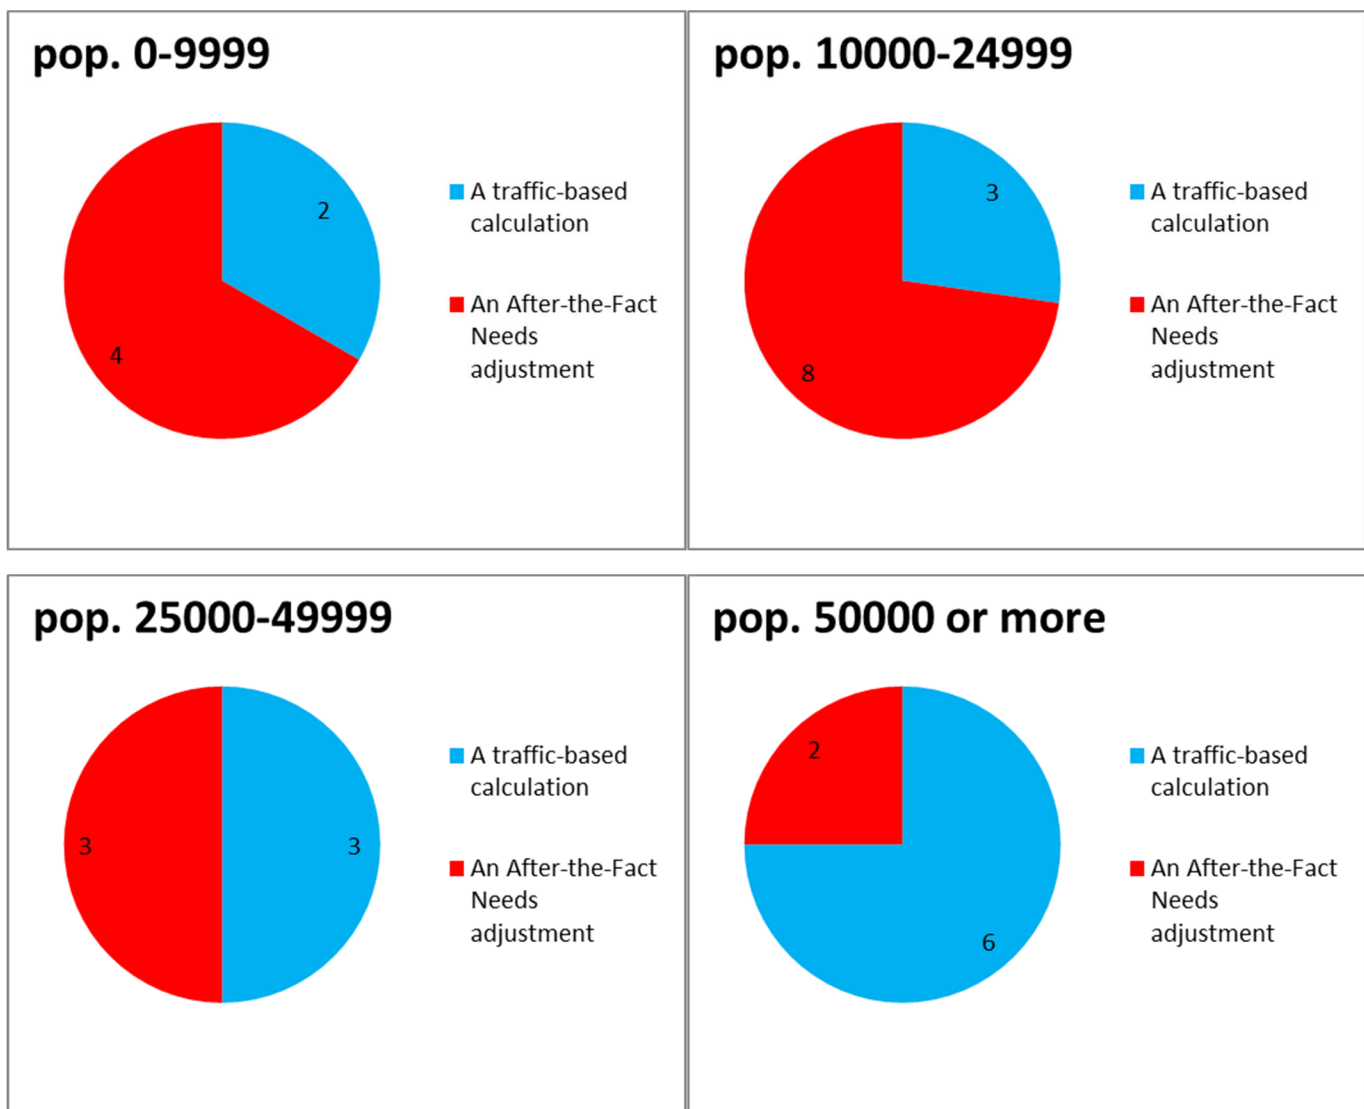 pop. 0-9999
2
4
A traffic-based
calculation
An After-the-Fact
Needs
adjustment
pop. 10000-24999
3
8
A traffic-based
calculation
An After-the-Fact
Needs
adjustment
pop. 25000-49999
3
3
A traffic-based
calculation
An After-the-Fact
Needs
adjustment
pop. 50000 or more
2
6
A traffic-based
calculation
An After-the-Fact
Needs
adjustment